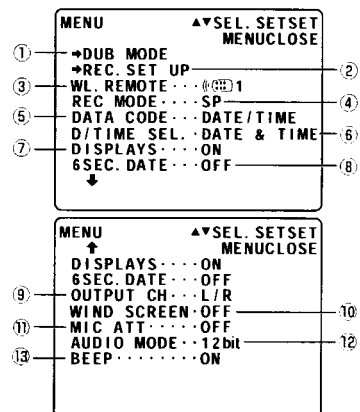 MENU ▲▼SEL. SETSET
MENUCLOSE
① ➡DUB MODE
➡REC. SET UP ②
③ WL. REMOTE ··· 1
REC MODE ···· SP ④
⑤ DATA CODE ··· DATE/TIME
D/TIME SEL. · DATE & TIME ⑥
⑦ DISPLAYS ···· ON
6SEC. DATE ··· OFF ⑧
⬇
MENU ▲▼SEL. SETSET
⬆ MENUCLOSE
DISPLAYS ···· ON
6SEC. DATE ··· OFF
⑨ OUTPUT CH ··· L/R
WIND SCREEN · OFF ⑩
⑪ MIC ATT ···· OFF
AUDIO MODE ·· 12bit ⑫
⑬ BEEP ······· ON